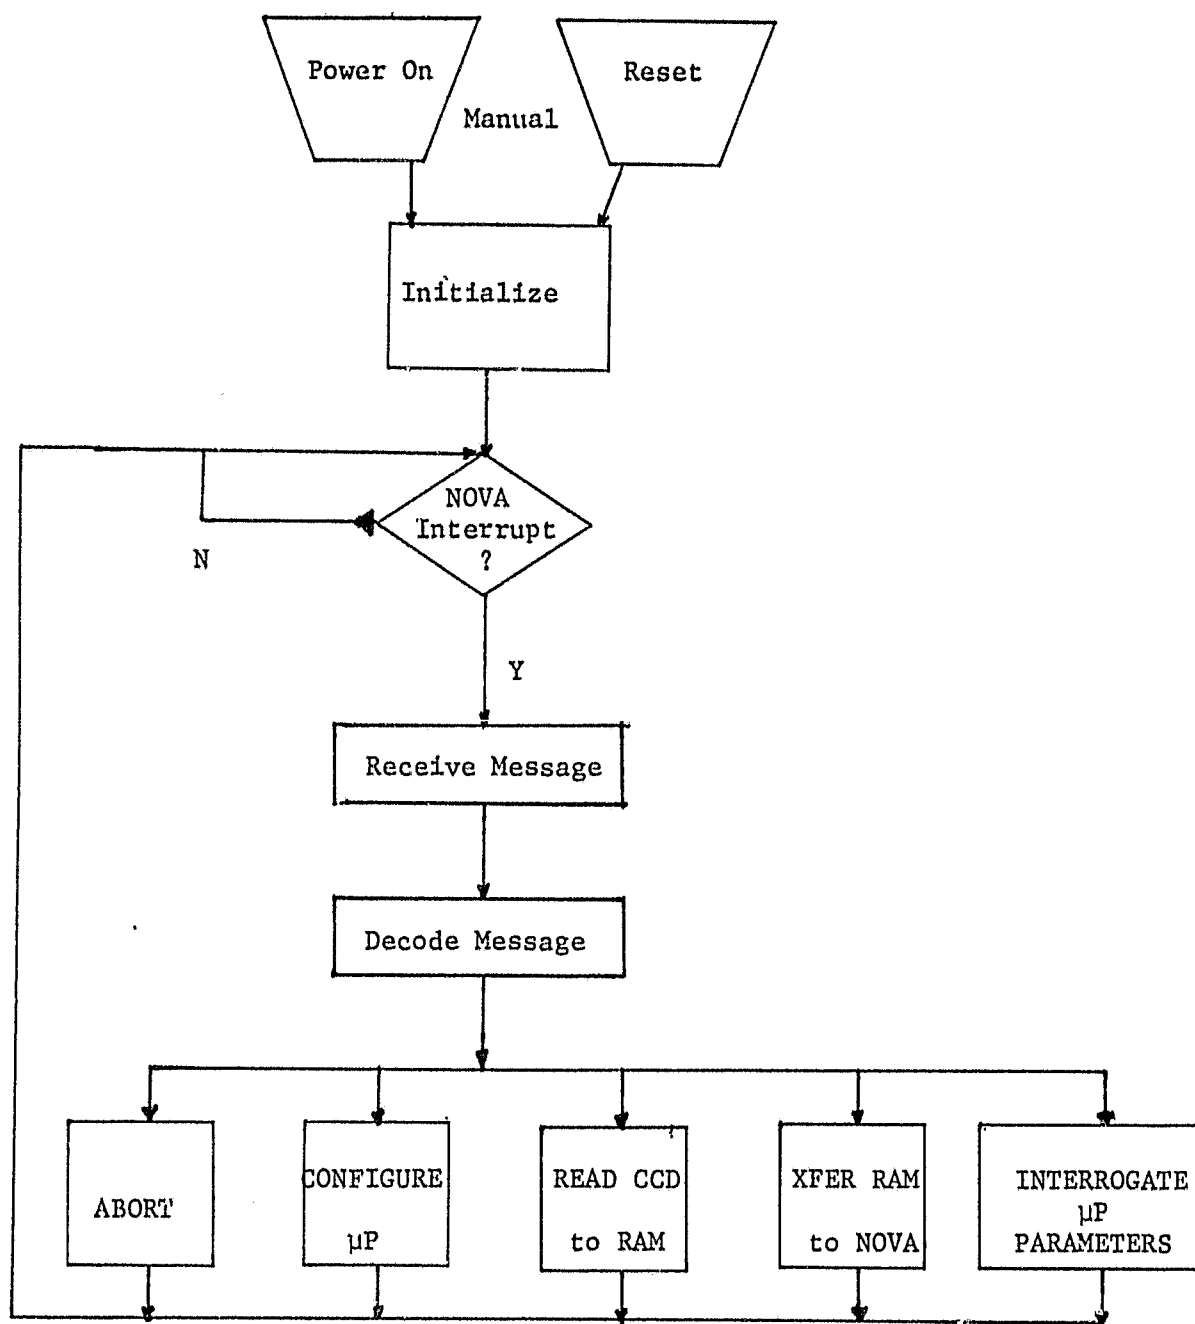 Power On
Reset
Manual
Initialize
NOVA
Interrupt
?
N
Y
Receive Message
Decode Message
ABORT
CONFIGURE
μP
READ CCD
to RAM
XFER RAM
to NOVA
INTERROGATE
μP
PARAMETERS